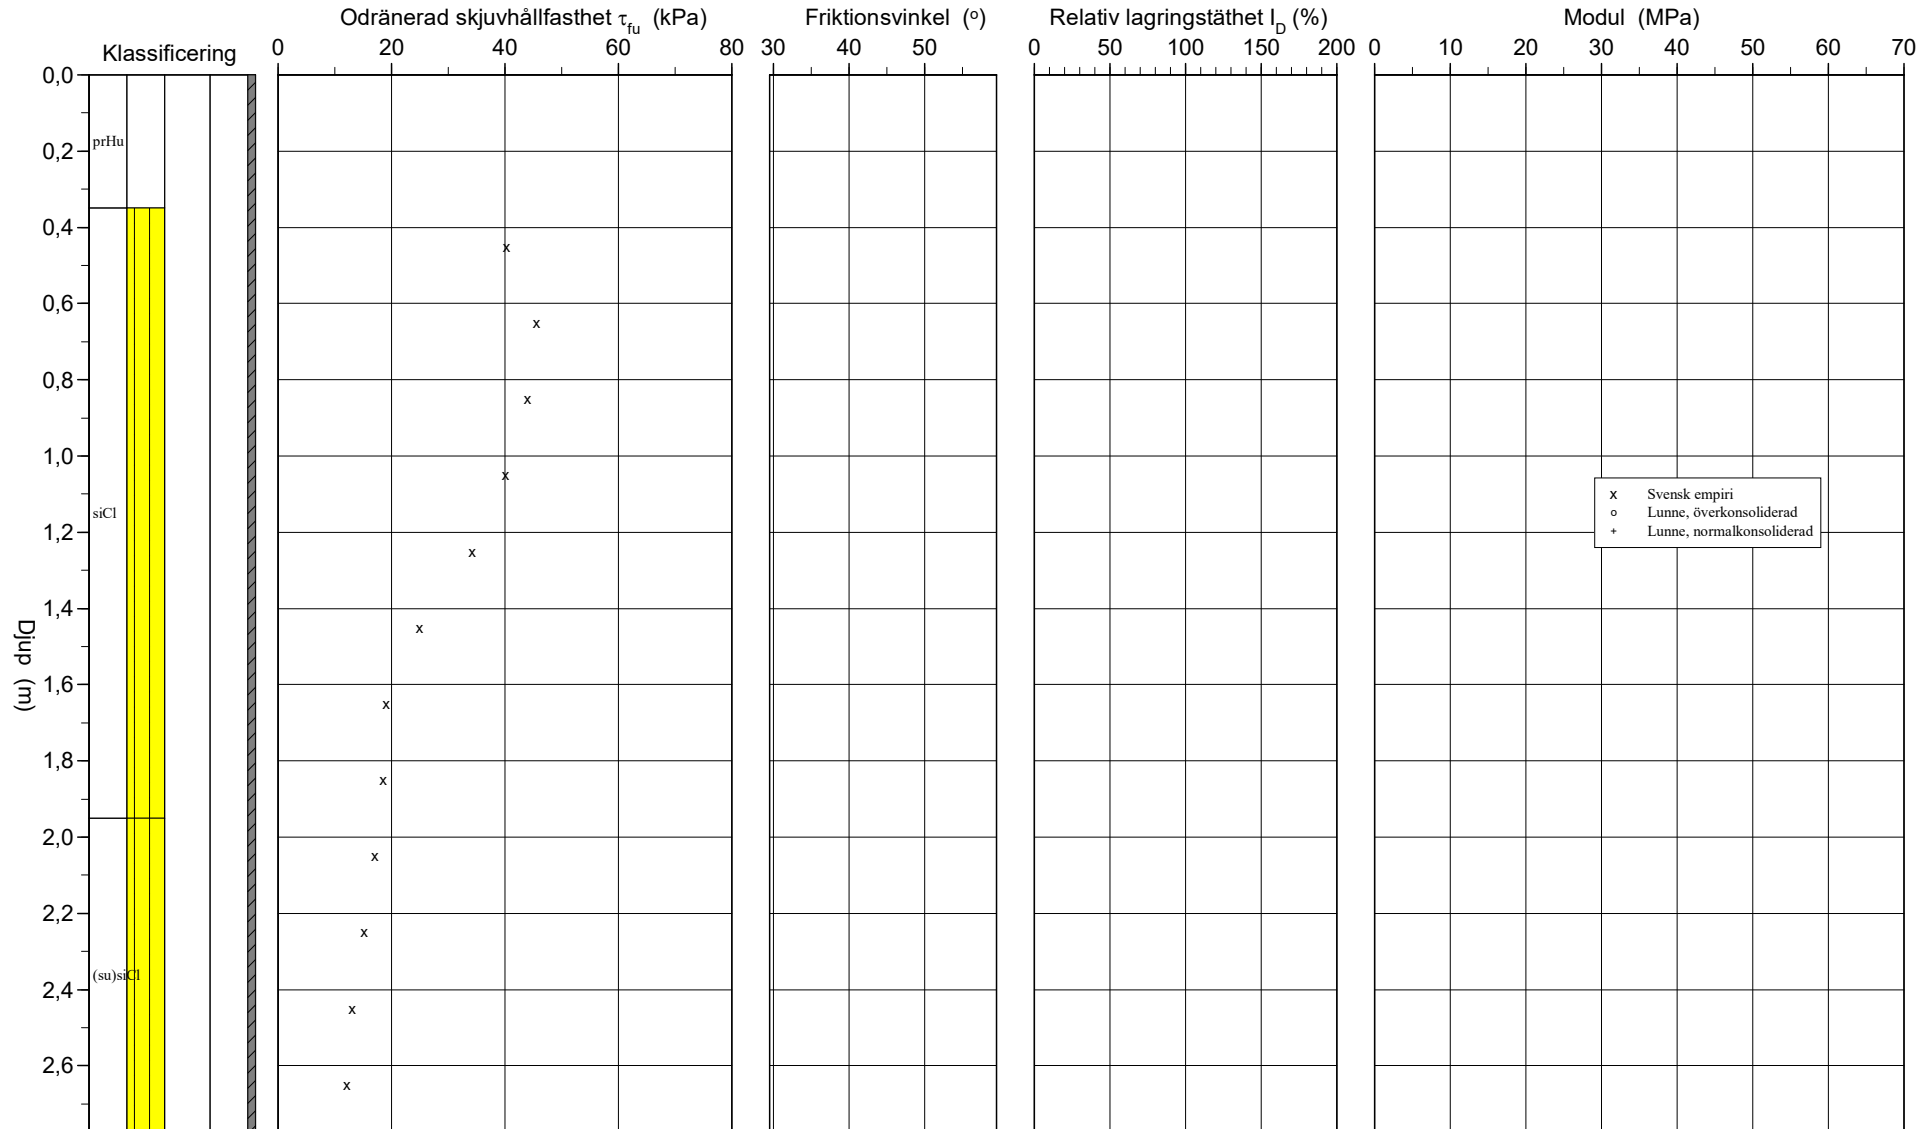 Odränerad skjuvhållfasthet τfu (kPa)
Friktionsvinkel (o)
Relativ lagringstäthet ID (%)
Modul (MPa)
Klassificering
0 20 40 60 80
30 40 50
0 50 100 150 200
0 10 20 30 40 50 60 70
0,0
prHu
0,2
0,4
0,6
0,8
1,0
siCl
1,2
1,4
1,6
1,8
2,0
2,2
(su)siCl
2,4
2,6
Djup (m)
x Svensk empiri
o Lunne, överkonsoliderad
+ Lunne, normalkonsoliderad